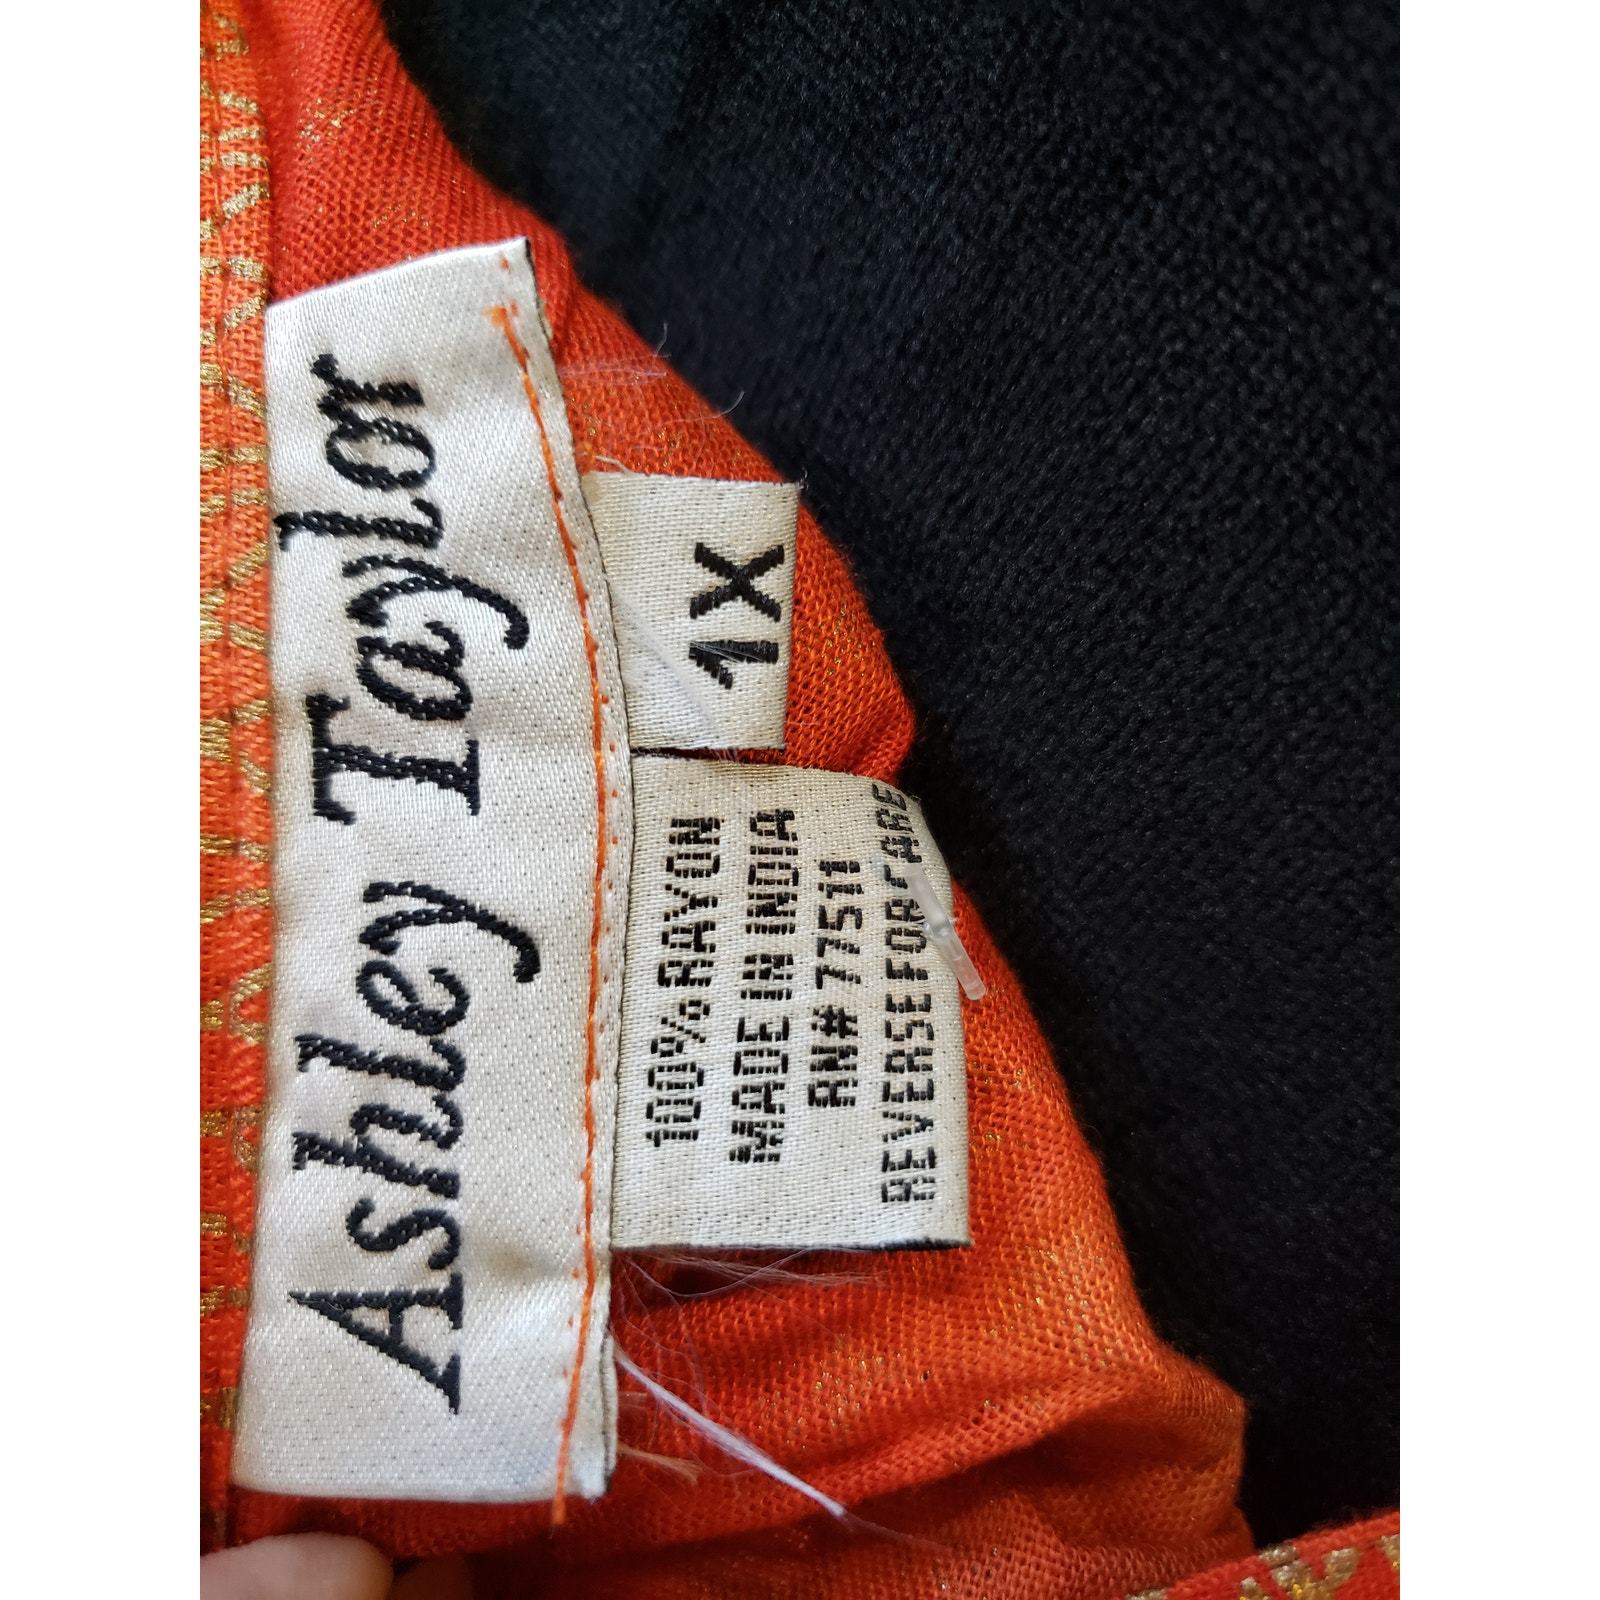 Ashley Taylor
1X
100% RAYON
MADE IN INDIA
RN# 77511
REVERSE FOR CARE